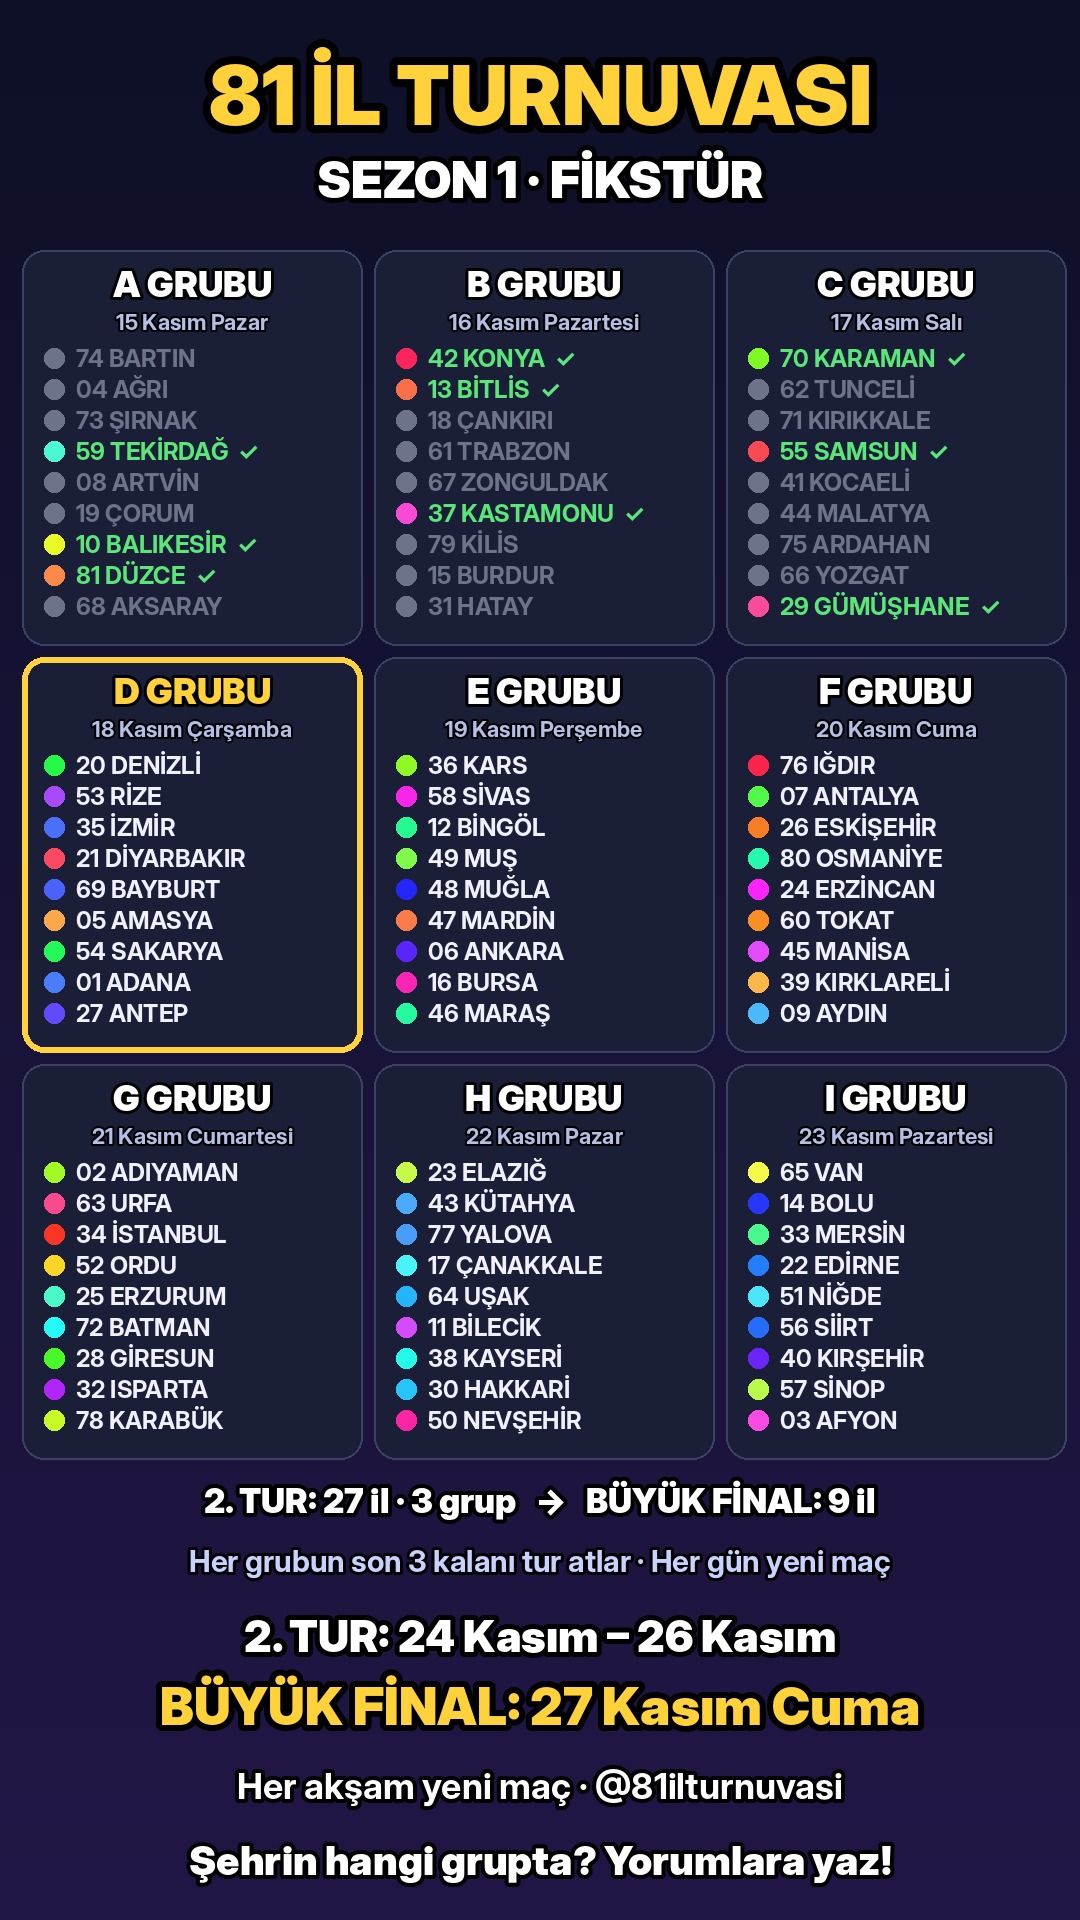 81 İL TURNUVASI
SEZON 1 · FİKSTÜR
A GRUBU
15 Kasım Pazar
74 BARTIN
04 AĞRI
73 ŞIRNAK
59 TEKİRDAĞ ✓
08 ARTVİN
19 ÇORUM
10 BALIKESİR ✓
81 DÜZCE ✓
68 AKSARAY
B GRUBU
16 Kasım Pazartesi
42 KONYA ✓
13 BİTLİS ✓
18 ÇANKIRI
61 TRABZON
67 ZONGULDAK
37 KASTAMONU ✓
79 KİLİS
15 BURDUR
31 HATAY
C GRUBU
17 Kasım Salı
70 KARAMAN ✓
62 TUNCELİ
71 KIRIKKALE
55 SAMSUN ✓
41 KOCAELİ
44 MALATYA
75 ARDAHAN
66 YOZGAT
29 GÜMÜŞHANE ✓
D GRUBU
18 Kasım Çarşamba
20 DENİZLİ
53 RİZE
35 İZMİR
21 DİYARBAKIR
69 BAYBURT
05 AMASYA
54 SAKARYA
01 ADANA
27 ANTEP
E GRUBU
19 Kasım Perşembe
36 KARS
58 SİVAS
12 BİNGÖL
49 MUŞ
48 MUĞLA
47 MARDİN
06 ANKARA
16 BURSA
46 MARAŞ
F GRUBU
20 Kasım Cuma
76 IĞDIR
07 ANTALYA
26 ESKİŞEHİR
80 OSMANİYE
24 ERZİNCAN
60 TOKAT
45 MANİSA
39 KIRKLARELİ
09 AYDIN
G GRUBU
21 Kasım Cumartesi
02 ADIYAMAN
63 URFA
34 İSTANBUL
52 ORDU
25 ERZURUM
72 BATMAN
28 GİRESUN
32 ISPARTA
78 KARABÜK
H GRUBU
22 Kasım Pazar
23 ELAZIĞ
43 KÜTAHYA
77 YALOVA
17 ÇANAKKALE
64 UŞAK
11 BİLECİK
38 KAYSERİ
30 HAKKARİ
50 NEVŞEHİR
I GRUBU
23 Kasım Pazartesi
65 VAN
14 BOLU
33 MERSİN
22 EDİRNE
51 NİĞDE
56 SİİRT
40 KIRŞEHİR
57 SİNOP
03 AFYON
2. TUR: 27 il · 3 grup → BÜYÜK FİNAL: 9 il
Her grubun son 3 kalanı tur atlar · Her gün yeni maç
2. TUR: 24 Kasım – 26 Kasım
BÜYÜK FİNAL: 27 Kasım Cuma
Her akşam yeni maç · @81ilturnuvasi
Şehrin hangi grupta? Yorumlara yaz!